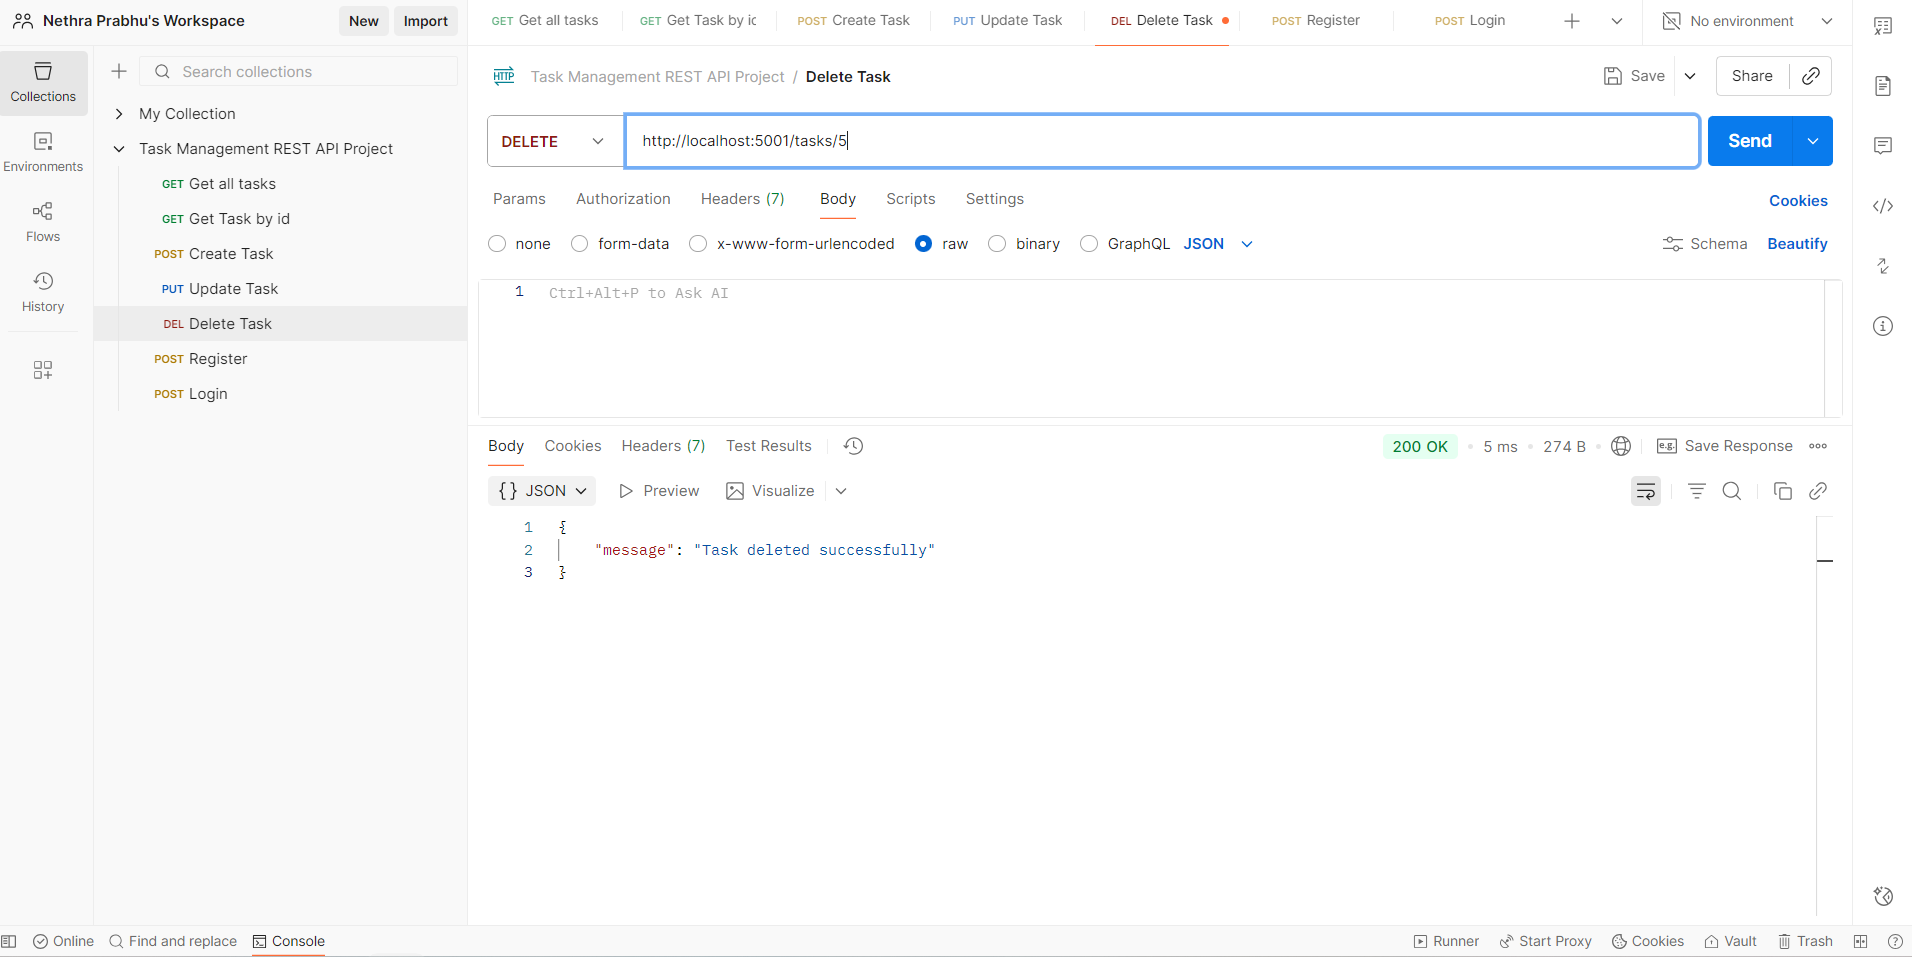 Nethra Prabhu's Workspace New Import
GET Get all tasks GET Get Task by ic POST Create Task PUT Update Task DEL Delete Task POST Register POST Login No environment
Collections
Environments
Flows
History
Search collections
My Collection
Task Management REST API Project
GET Get all tasks
GET Get Task by id
POST Create Task
PUT Update Task
DEL Delete Task
POST Register
POST Login
HTTP Task Management REST API Project / Delete Task Save Share
DELETE http://localhost:5001/tasks/5 Send
Params Authorization Headers (7) Body Scripts Settings Cookies
none form-data x-www-form-urlencoded raw binary GraphQL JSON Schema Beautify
1 Ctrl+Alt+P to Ask AI
Body Cookies Headers (7) Test Results 200 OK 5 ms 274 B e.g. Save Response
{} JSON Preview Visualize
1 {
2 "message": "Task deleted successfully"
3 }
Online Find and replace Console Runner Start Proxy Cookies Vault Trash